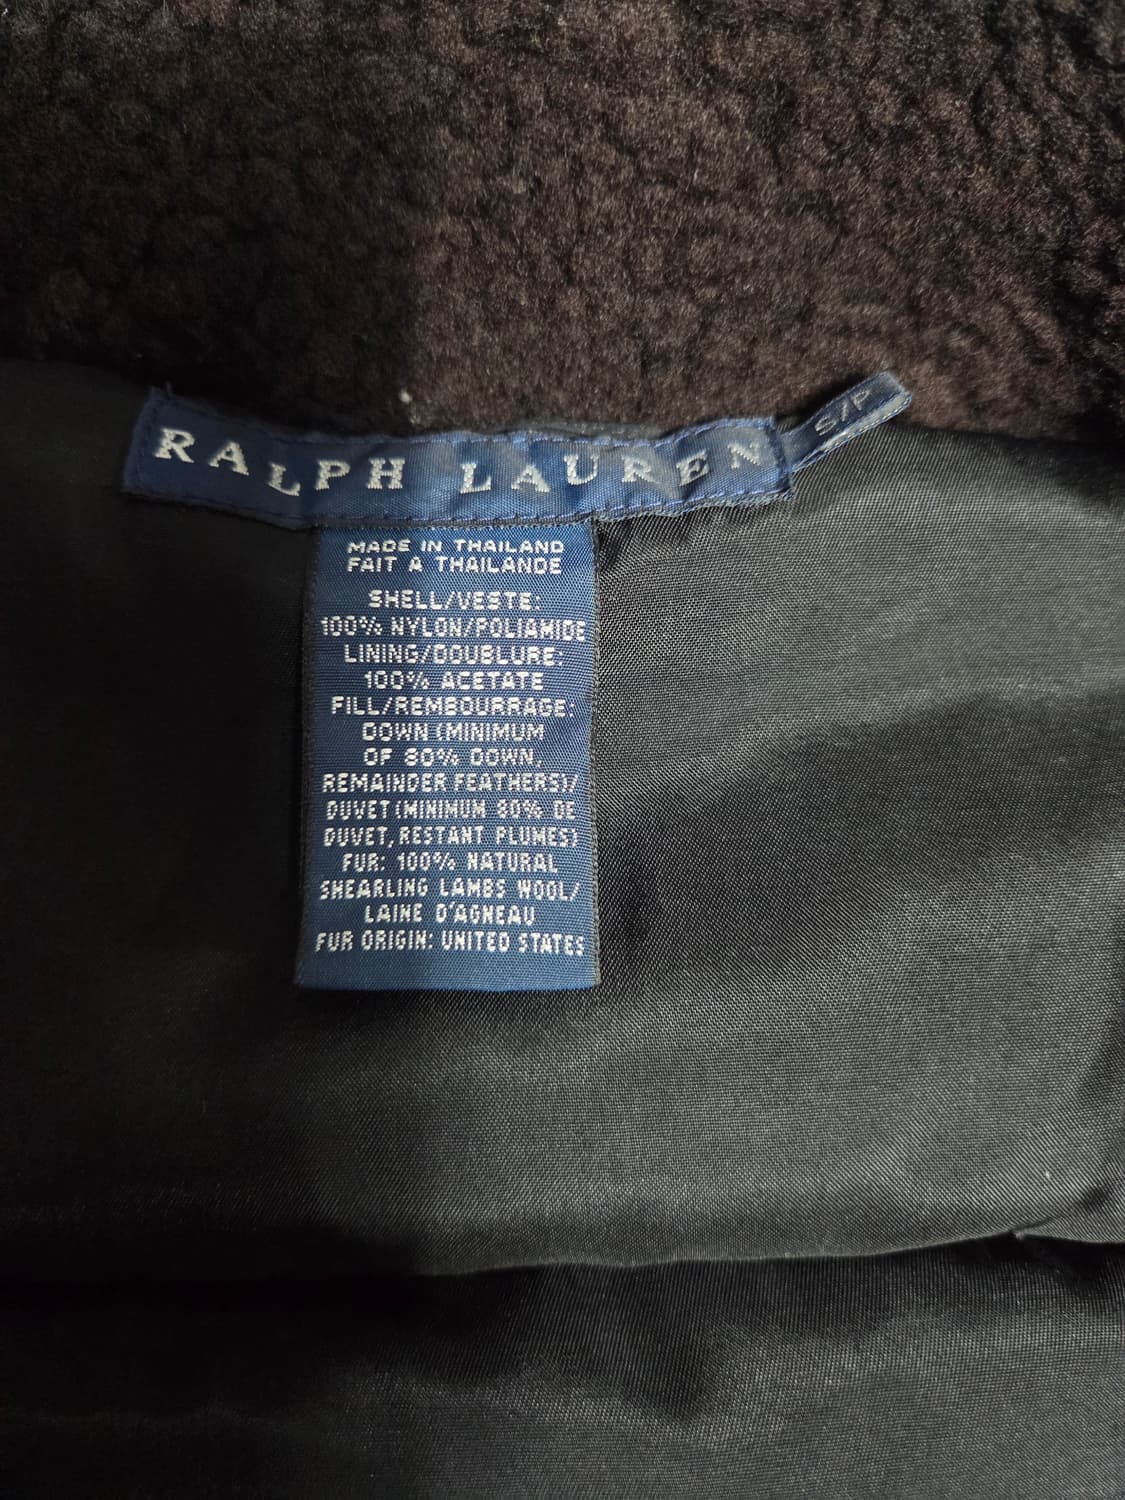 RALPH LAUREN
S/P
MADE IN THAILAND
FAIT A THAILANDE
SHELL/VESTE:
100% NYLON/POLIAMIDE
LINING/DOUBLURE:
100% ACETATE
FILL/REMBOURRAGE:
DOWN (MINIMUM
OF 80% DOWN,
REMAINDER FEATHERS)/
DUVET (MINIMUM 80% DE
DUVET, RESTANT PLUMES)
FUR: 100% NATURAL
SHEARLING LAMBS WOOL/
LAINE D'AGNEAU
FUR ORIGIN: UNITED STATES